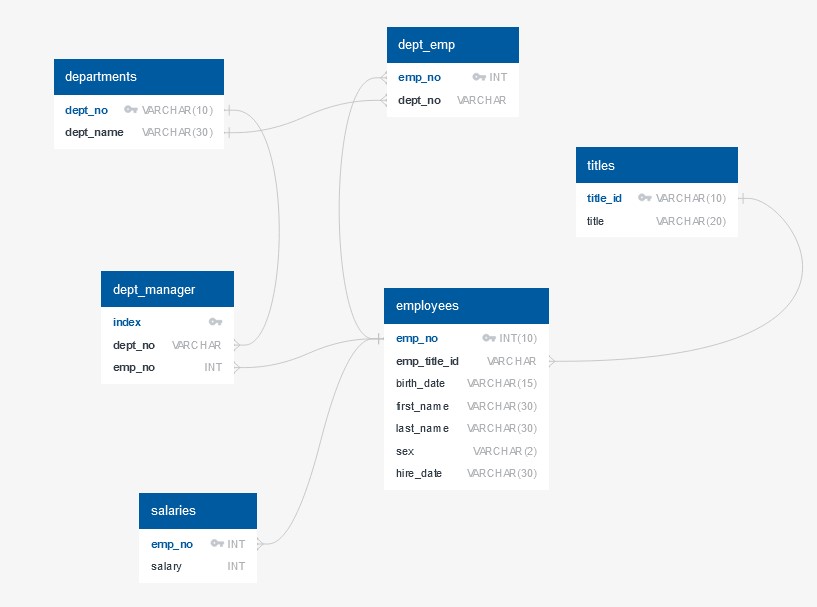 departments
dept_no VARCHAR(10)
dept_name VARCHAR(30)
dept_emp
emp_no INT
dept_no VARCHAR
titles
title_id VARCHAR(10)
title VARCHAR(20)
dept_manager
index
dept_no VARCHAR
emp_no INT
employees
emp_no INT(10)
emp_title_id VARCHAR
birth_date VARCHAR(15)
first_name VARCHAR(30)
last_name VARCHAR(30)
sex VARCHAR(2)
hire_date VARCHAR(30)
salaries
emp_no INT
salary INT